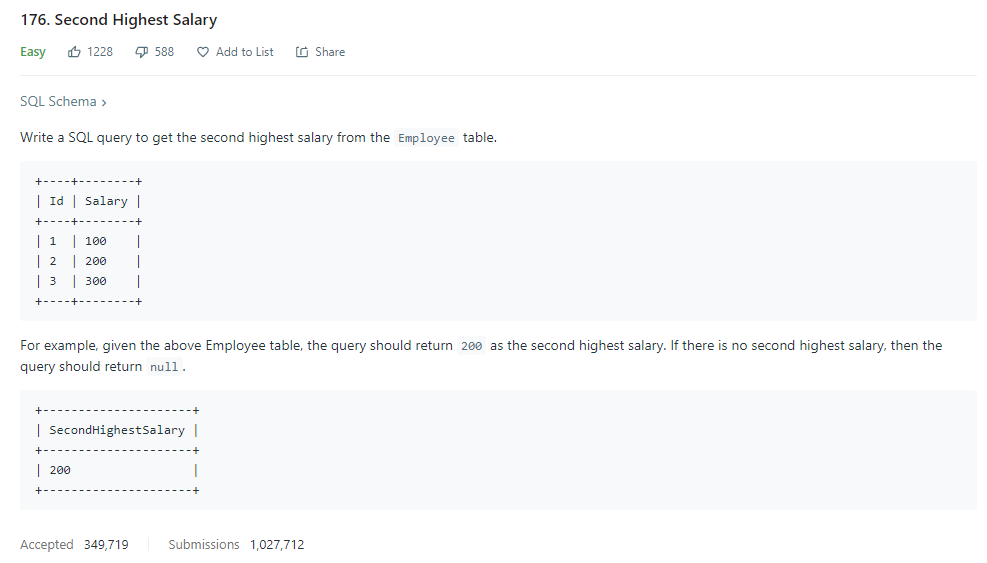 176. Second Highest Salary
Easy 1228 588 Add to List Share
SQL Schema ›
Write a SQL query to get the second highest salary from the Employee table.
+----+--------+
| Id | Salary |
+----+--------+
| 1  | 100    |
| 2  | 200    |
| 3  | 300    |
+----+--------+
For example, given the above Employee table, the query should return 200 as the second highest salary. If there is no second highest salary, then the
query should return null.
+---------------------+
| SecondHighestSalary |
+---------------------+
| 200                 |
+---------------------+
Accepted 349,719 Submissions 1,027,712